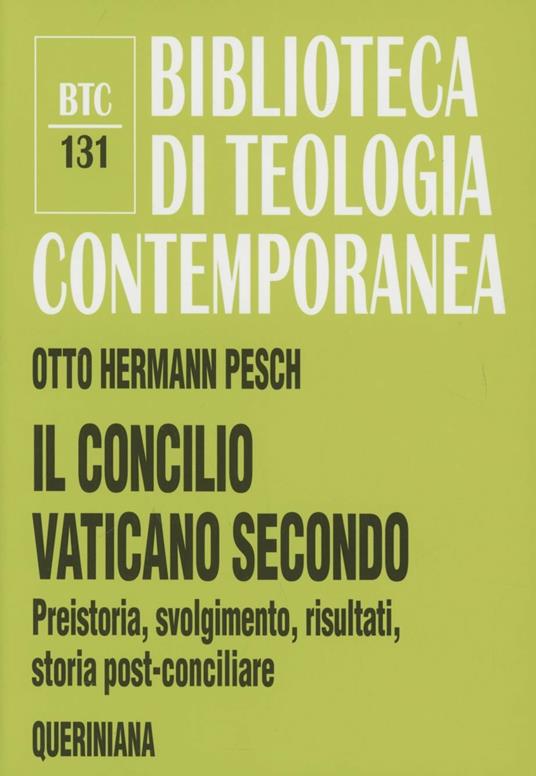 BTC
131
BIBLIOTECA
DI TEOLOGIA
CONTEMPORANEA
OTTO HERMANN PESCH
IL CONCILIO
VATICANO SECONDO
Preistoria, svolgimento, risultati,
storia post-conciliare
QUERINIANA